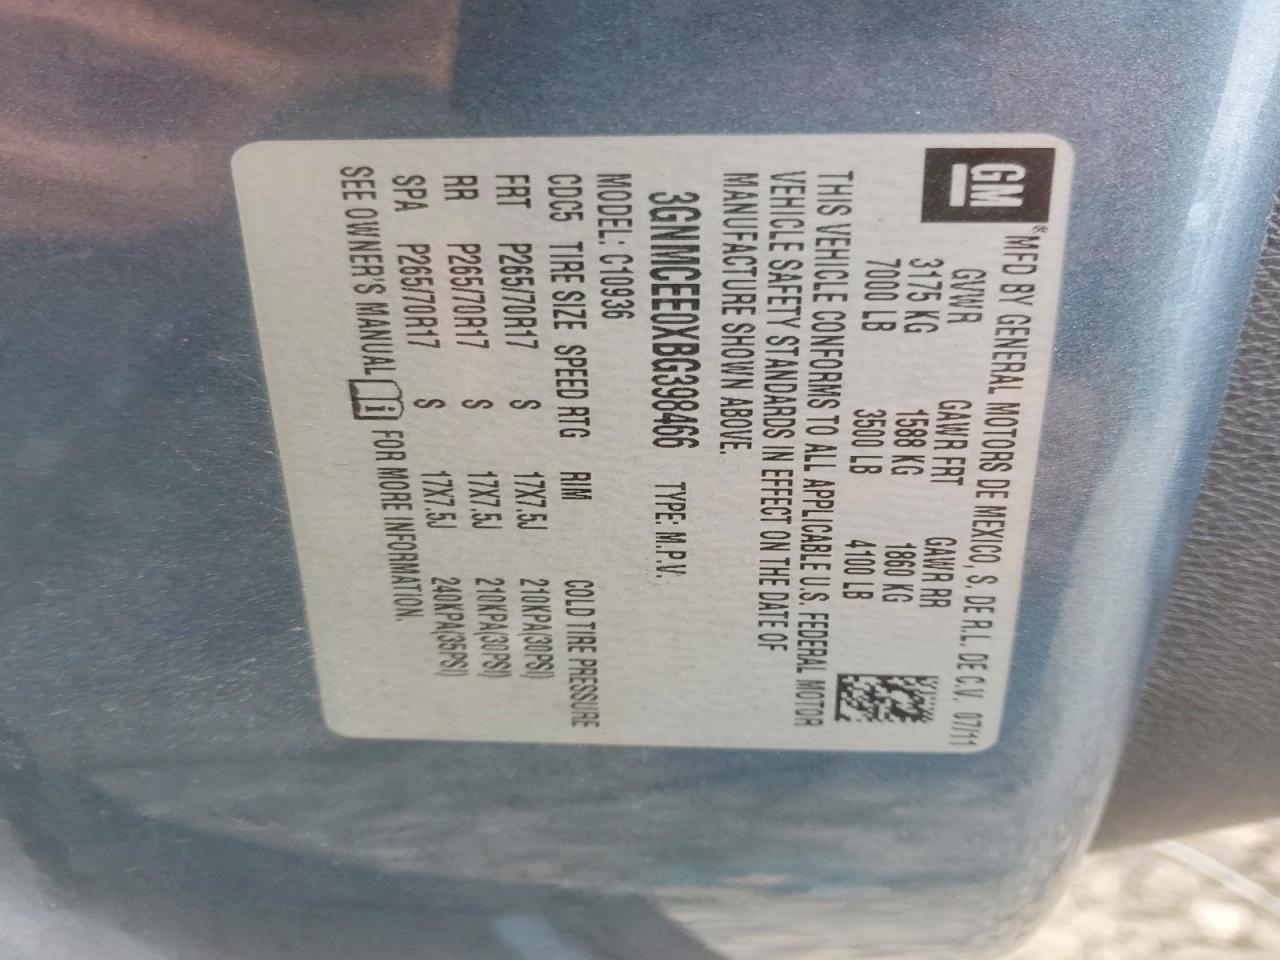 GM ® MFD BY GENERAL MOTORS DE MEXICO, S. DE R.L. DE C.V. 07/11
GVWR GAWR FRT GAWR RR
3175 KG 1588 KG 1860 KG
7000 LB 3500 LB 4100 LB
THIS VEHICLE CONFORMS TO ALL APPLICABLE U.S. FEDERAL MOTOR
VEHICLE SAFETY STANDARDS IN EFFECT ON THE DATE OF
MANUFACTURE SHOWN ABOVE.
3GNMCEE0XBG398466 TYPE: M.P.V.
MODEL: C10936
CDC5 TIRE SIZE SPEED RTG RIM COLD TIRE PRESSURE
FRT P265/70R17 S 17X7.5J 210KPA(30PSI)
RR P265/70R17 S 17X7.5J 210KPA(30PSI)
SPA P265/70R17 S 17X7.5J 240KPA(35PSI)
SEE OWNER'S MANUAL i FOR MORE INFORMATION.